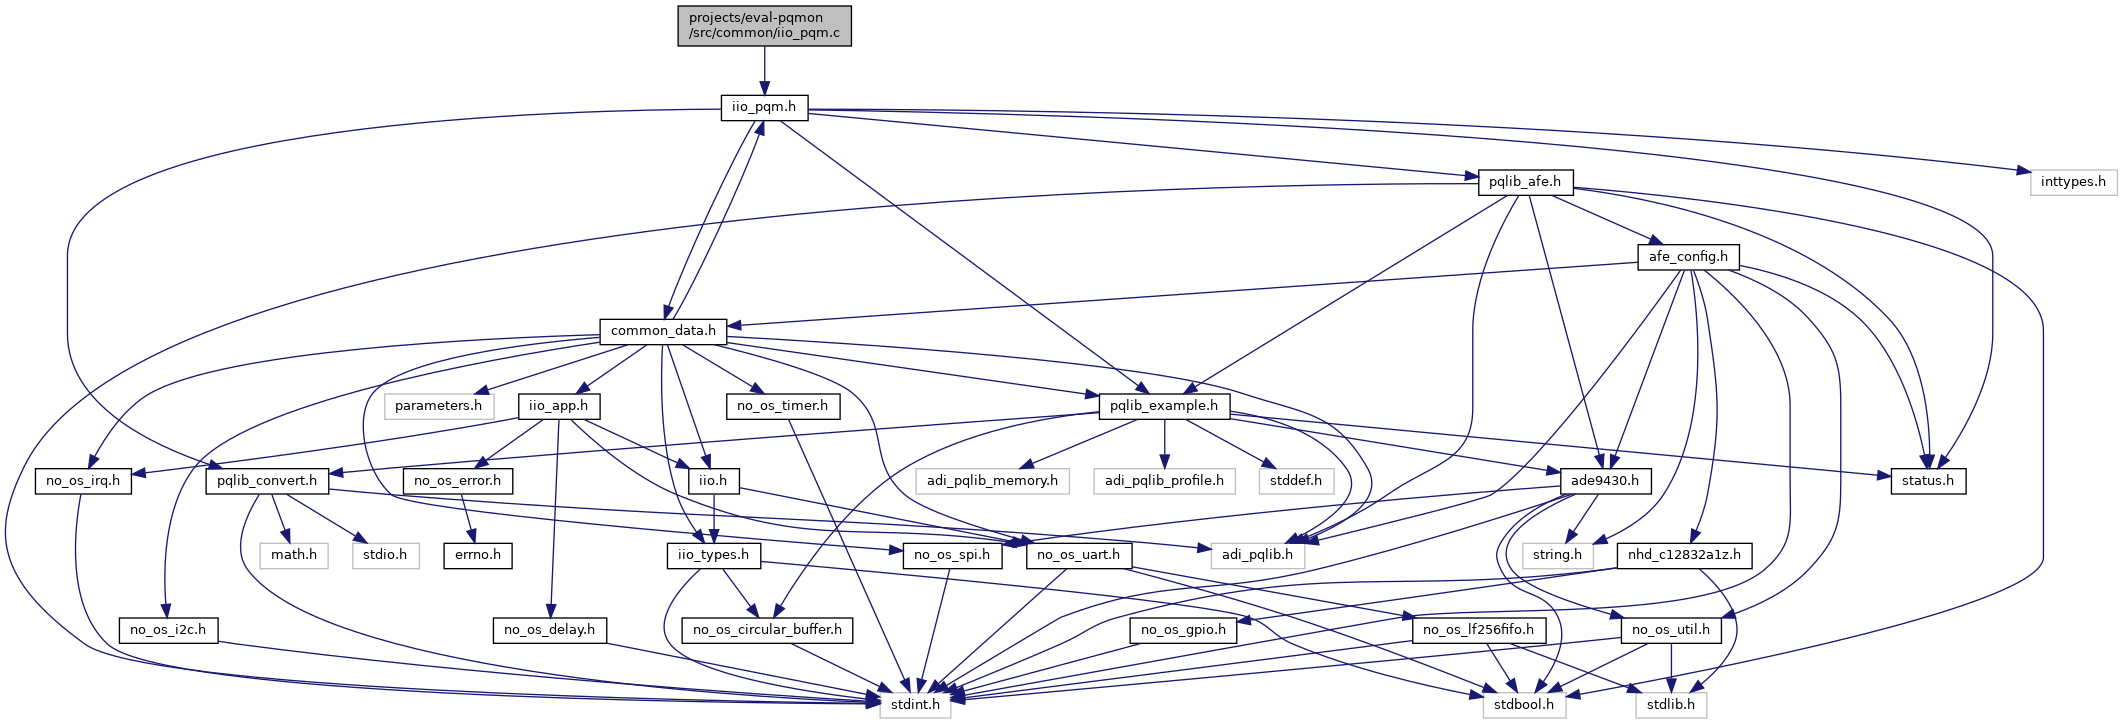 projects/eval-pqmon
/src/common/iio_pqm.c
iio_pqm.h
pqlib_afe.h
inttypes.h
afe_config.h
common_data.h
parameters.h
iio_app.h
no_os_timer.h
pqlib_example.h
no_os_irq.h
pqlib_convert.h
no_os_error.h
iio.h
adi_pqlib_memory.h
adi_pqlib_profile.h
stddef.h
ade9430.h
status.h
math.h
stdio.h
errno.h
iio_types.h
no_os_spi.h
no_os_uart.h
adi_pqlib.h
string.h
nhd_c12832a1z.h
no_os_i2c.h
no_os_delay.h
no_os_circular_buffer.h
no_os_gpio.h
no_os_lf256fifo.h
no_os_util.h
stdint.h
stdbool.h
stdlib.h